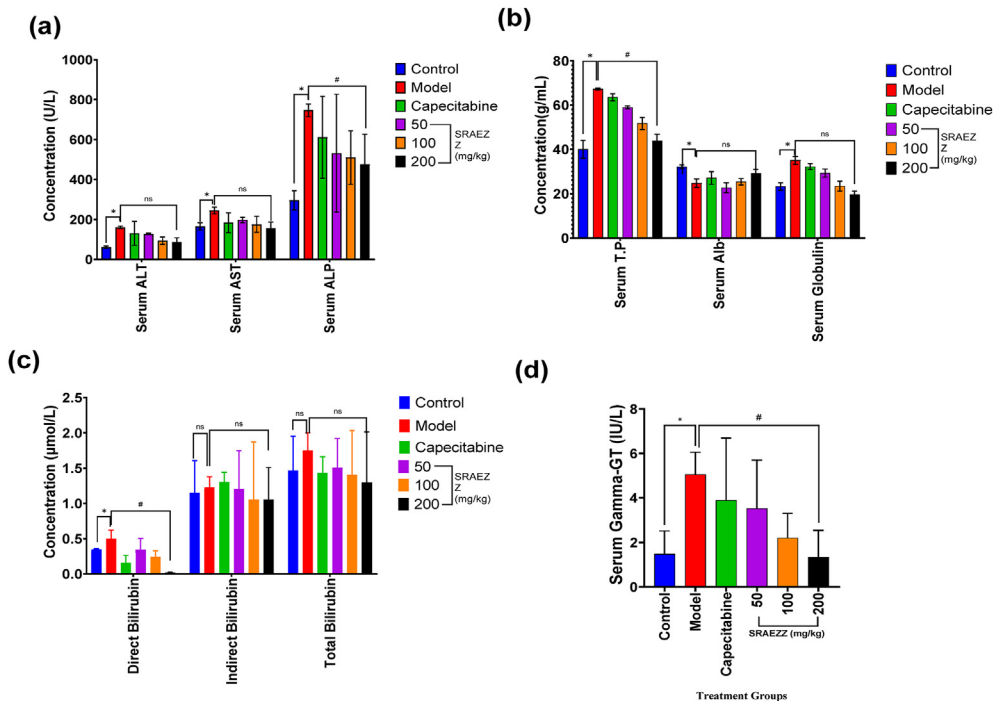 (a)
Concentration (U/L)
1000
800
600
400
200
0
* ns
* ns
* #
Serum ALT
Serum AST
Serum ALP
Control
Model
Capecitabine
50
100
200
SRAEZ
Z
(mg/kg)
(b)
Concentration(g/mL)
80
60
40
20
0
* #
* ns
* ns
Serum T.P
Serum Alb
Serum Globulin
Control
Model
Capecitabine
50
100
200
SRAEZ
Z
(mg/kg)
(c)
Concentration (μmol/L)
2.5
2.0
1.5
1.0
0.5
0.0
* #
ns ns
ns ns
Direct Bilirubin
Indirect Bilirubin
Total Bilirubin
Control
Model
Capecitabine
50
100
200
SRAEZ
Z
(mg/kg)
(d)
Serum Gamma-GT (IU/L)
8
6
4
2
0
* #
Control
Model
Capecitabine
50
100
200
SRAEZZ (mg/kg)
Treatment Groups